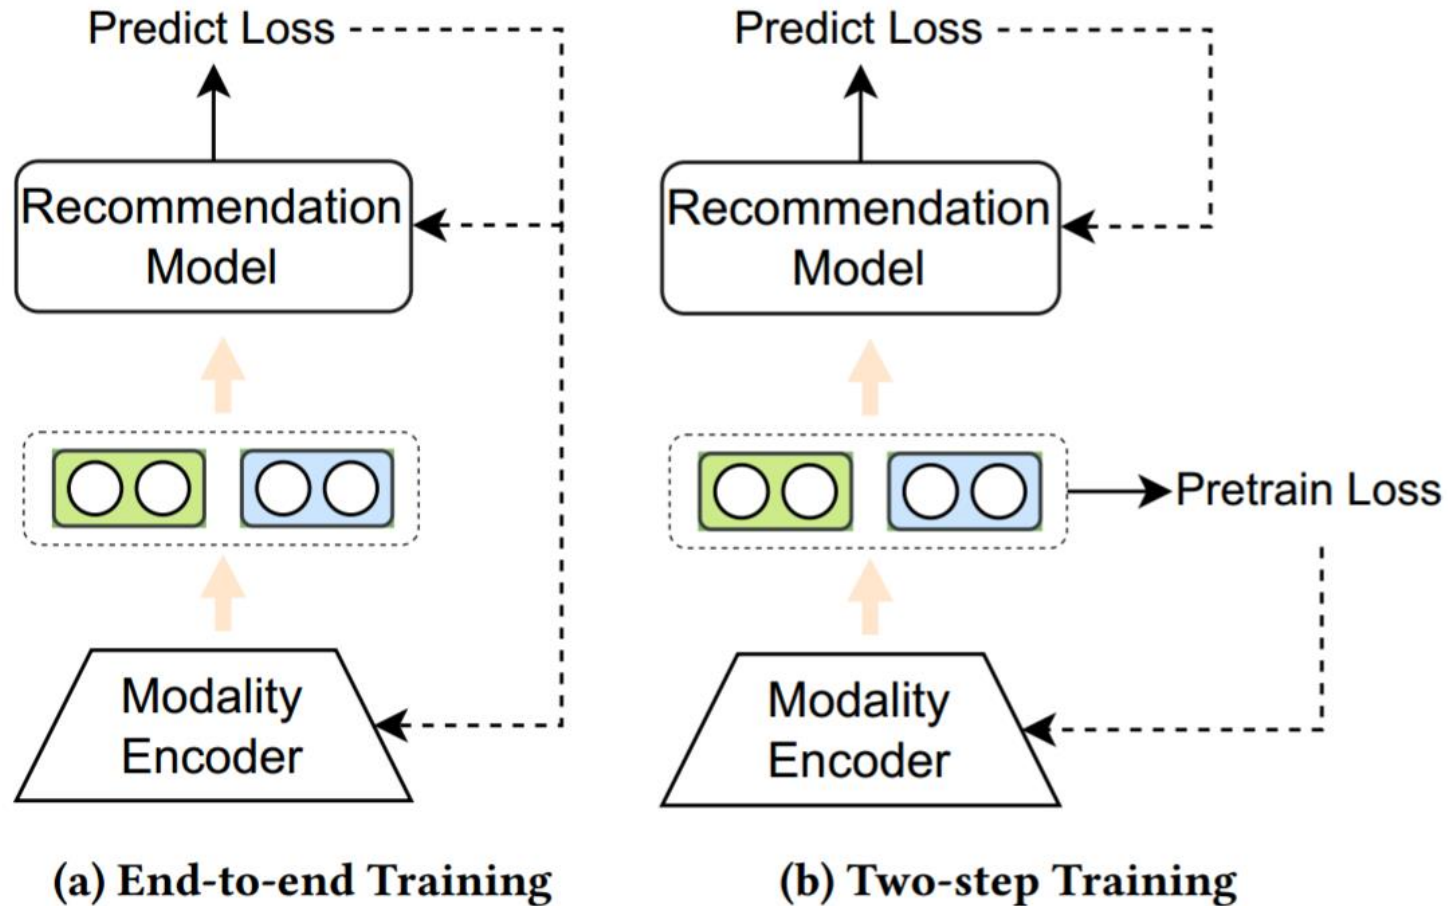 Predict Loss
Recommendation
Model
Modality
Encoder
(a) End-to-end Training
Predict Loss
Recommendation
Model
Pretrain Loss
Modality
Encoder
(b) Two-step Training